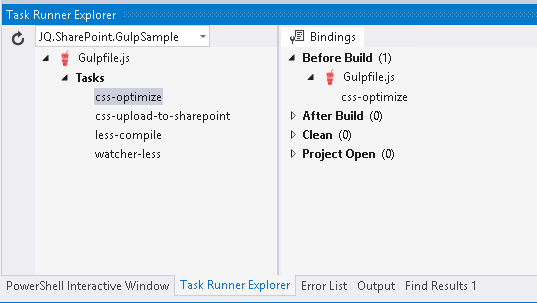 Task Runner Explorer
JQ.SharePoint.GulpSample
Gulpfile.js
Tasks
css-optimize
css-upload-to-sharepoint
less-compile
watcher-less
Bindings
Before Build (1)
Gulpfile.js
css-optimize
After Build (0)
Clean (0)
Project Open (0)
PowerShell Interactive Window Task Runner Explorer Error List Output Find Results 1